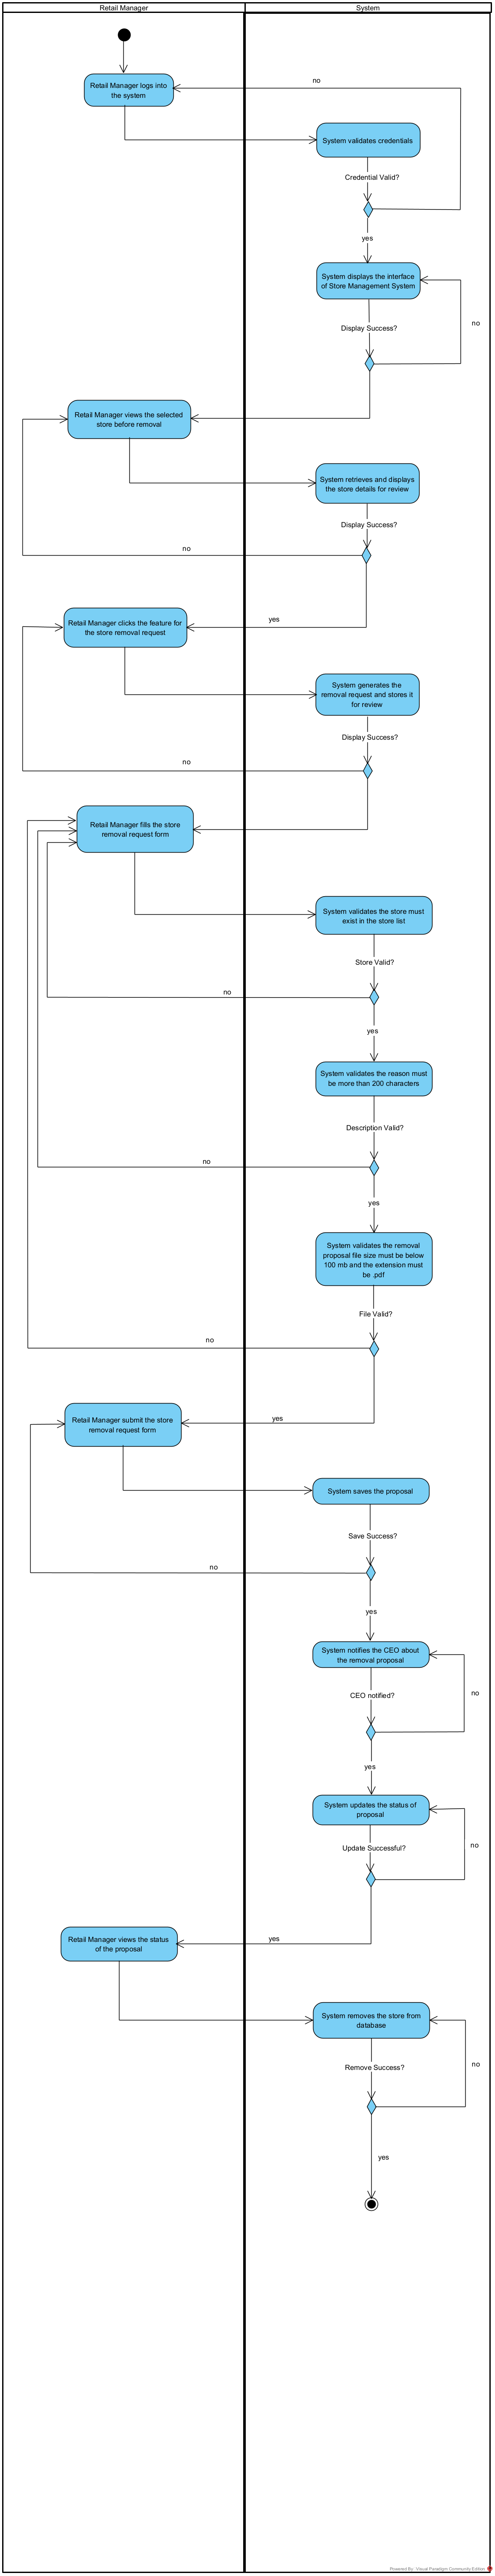 Retail Manager
System
no
Retail Manager logs into
the system
System validates credentials
Credential Valid?
yes
System displays the interface
of Store Management System
no
Display Success?
Retail Manager views the selected
store before removal
System retrieves and displays
the store details for review
Display Success?
no
yes
Retail Manager clicks the feature for
the store removal request
System generates the
removal request and stores it
for review
Display Success?
no
Retail Manager fills the store
removal request form
System validates the store must
exist in the store list
Store Valid?
no
yes
System validates the reason must
be more than 200 characters
Description Valid?
no
yes
System validates the removal
proposal file size must be below
100 mb and the extension must
be .pdf
File Valid?
no
yes
Retail Manager submit the store
removal request form
System saves the proposal
Save Success?
no
yes
System notifies the CEO about
the removal proposal
no
CEO notified?
yes
System updates the status of
proposal
no
Update Successful?
yes
Retail Manager views the status
of the proposal
System removes the store from
database
no
Remove Success?
yes
Powered By: Visual Paradigm Community Edition